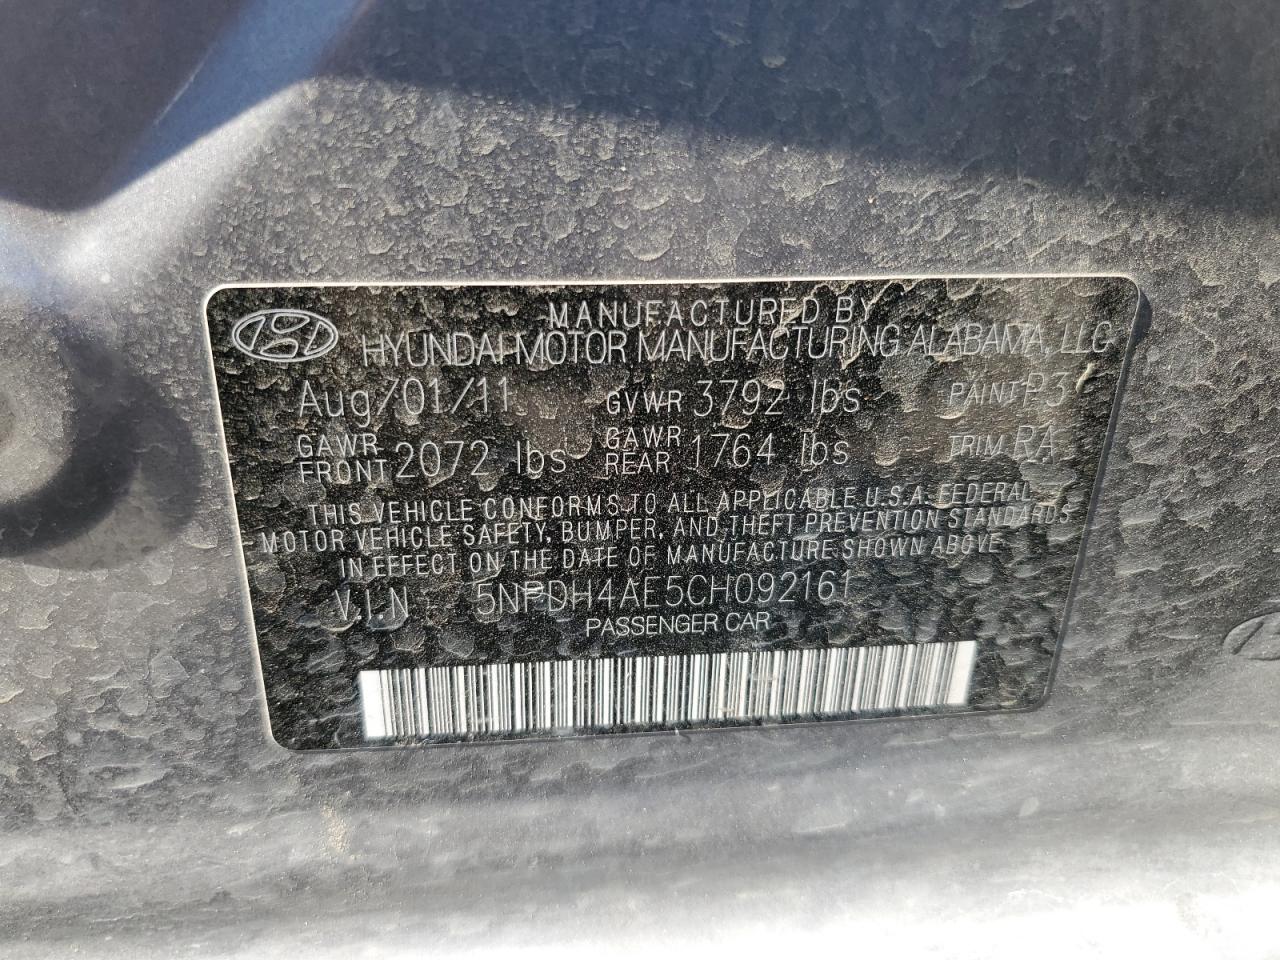 MANUFACTURED BY
HYUNDAI MOTOR MANUFACTURING ALABAMA, LLC
Aug/01/11 GVWR 3792 lbs PAINT P3
GAWR FRONT 2072 lbs GAWR REAR 1764 lbs TRIM RA
THIS VEHICLE CONFORMS TO ALL APPLICABLE U.S.A. FEDERAL
MOTOR VEHICLE SAFETY, BUMPER, AND THEFT PREVENTION STANDARDS
IN EFFECT ON THE DATE OF MANUFACTURE SHOWN ABOVE
V.I.N 5NPDH4AE5CH092161
PASSENGER CAR